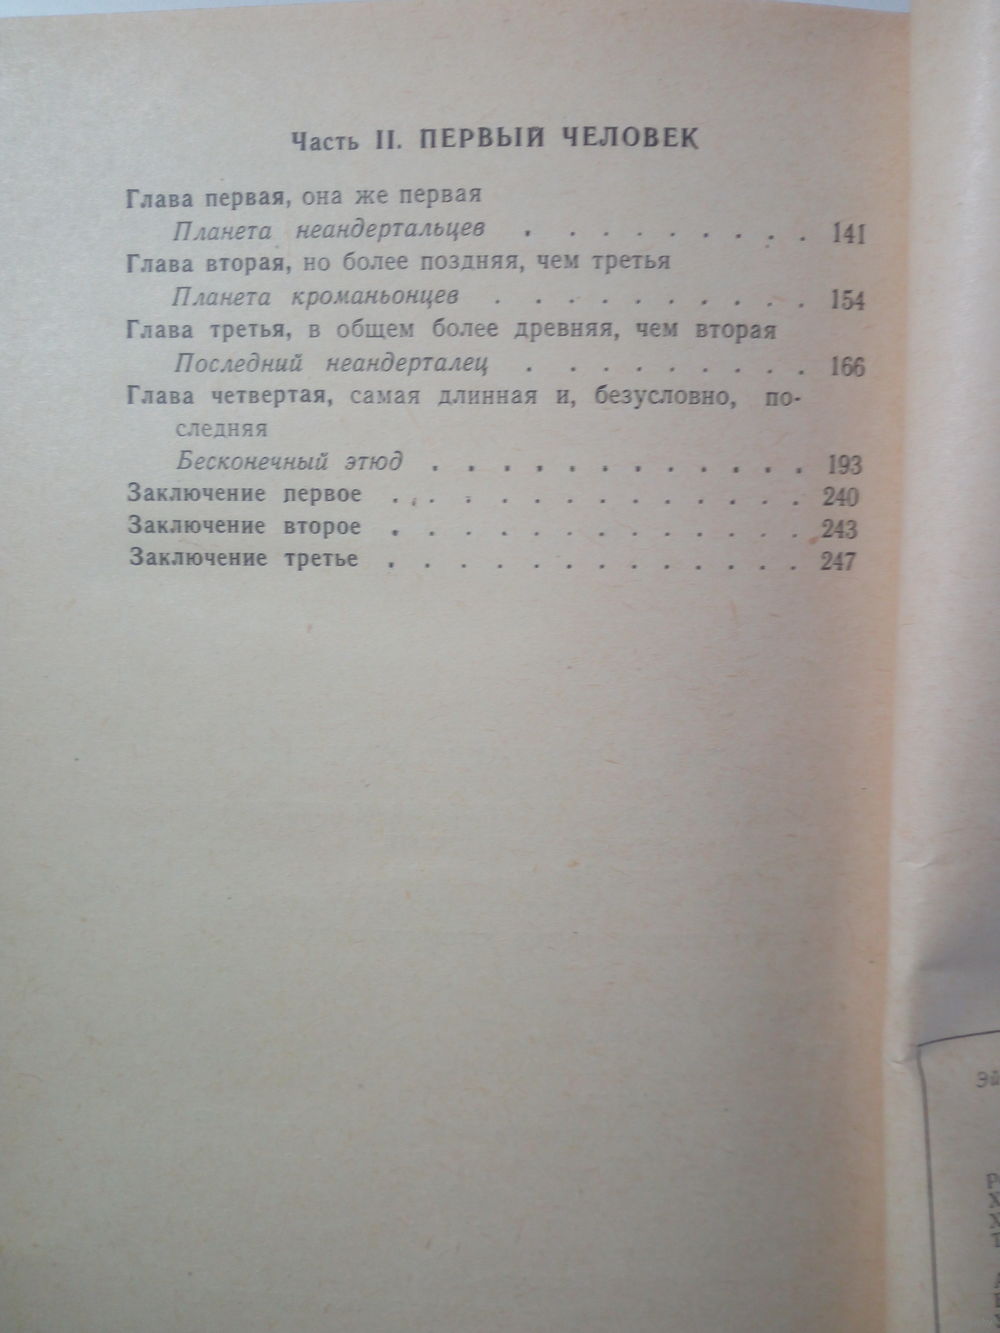 Часть II. ПЕРВЫЙ ЧЕЛОВЕК
Глава первая, она же первая
Планета неандертальцев . . . . . . . . . 141
Глава вторая, но более поздняя, чем третья
Планета кроманьонцев . . . . . . . . . . 154
Глава третья, в общем более древняя, чем вторая
Последний неандерталец . . . . . . . . . 166
Глава четвертая, самая длинная и, безусловно, по-
следняя
Бесконечный этюд . . . . . . . . . . . . 193
Заключение первое . . . . . . . . . . . . 240
Заключение второе . . . . . . . . . . . . 243
Заключение третье . . . . . . . . . . . . 247